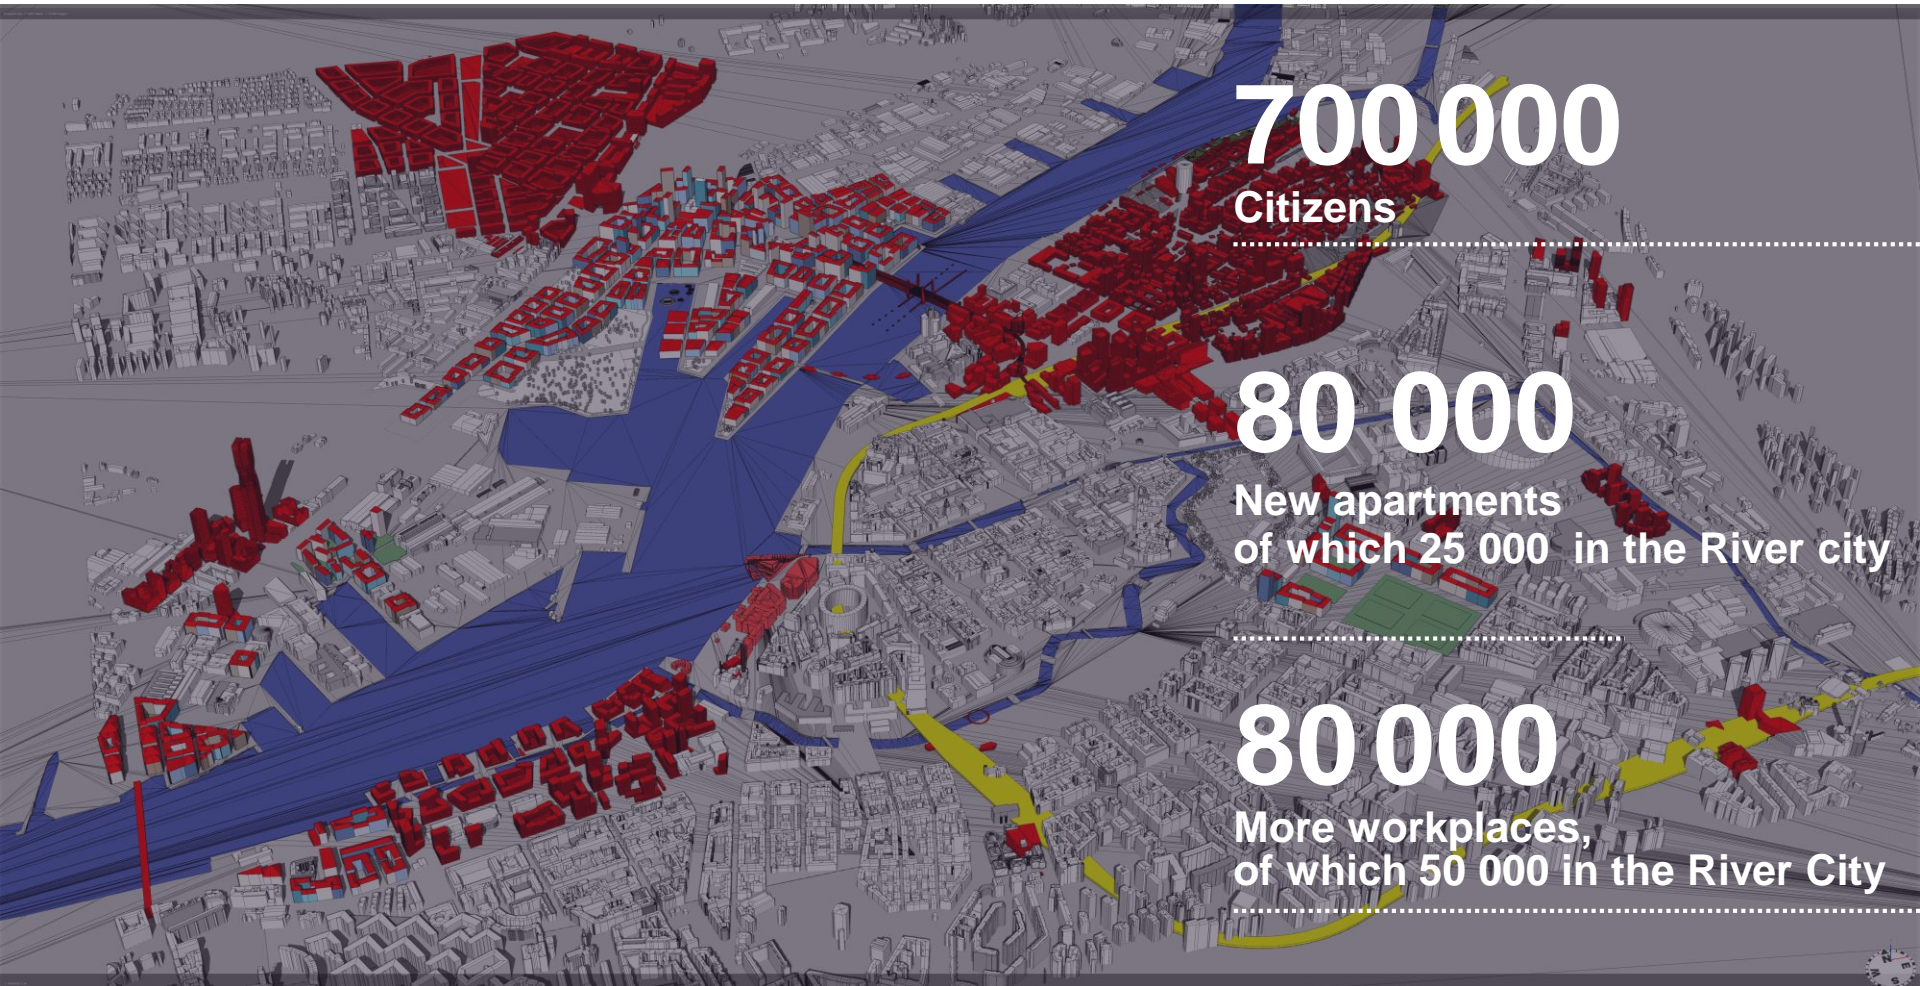 700 000
Citizens
80 000
New apartments
of which 25 000 in the River city
80 000
More workplaces,
of which 50 000 in the River City